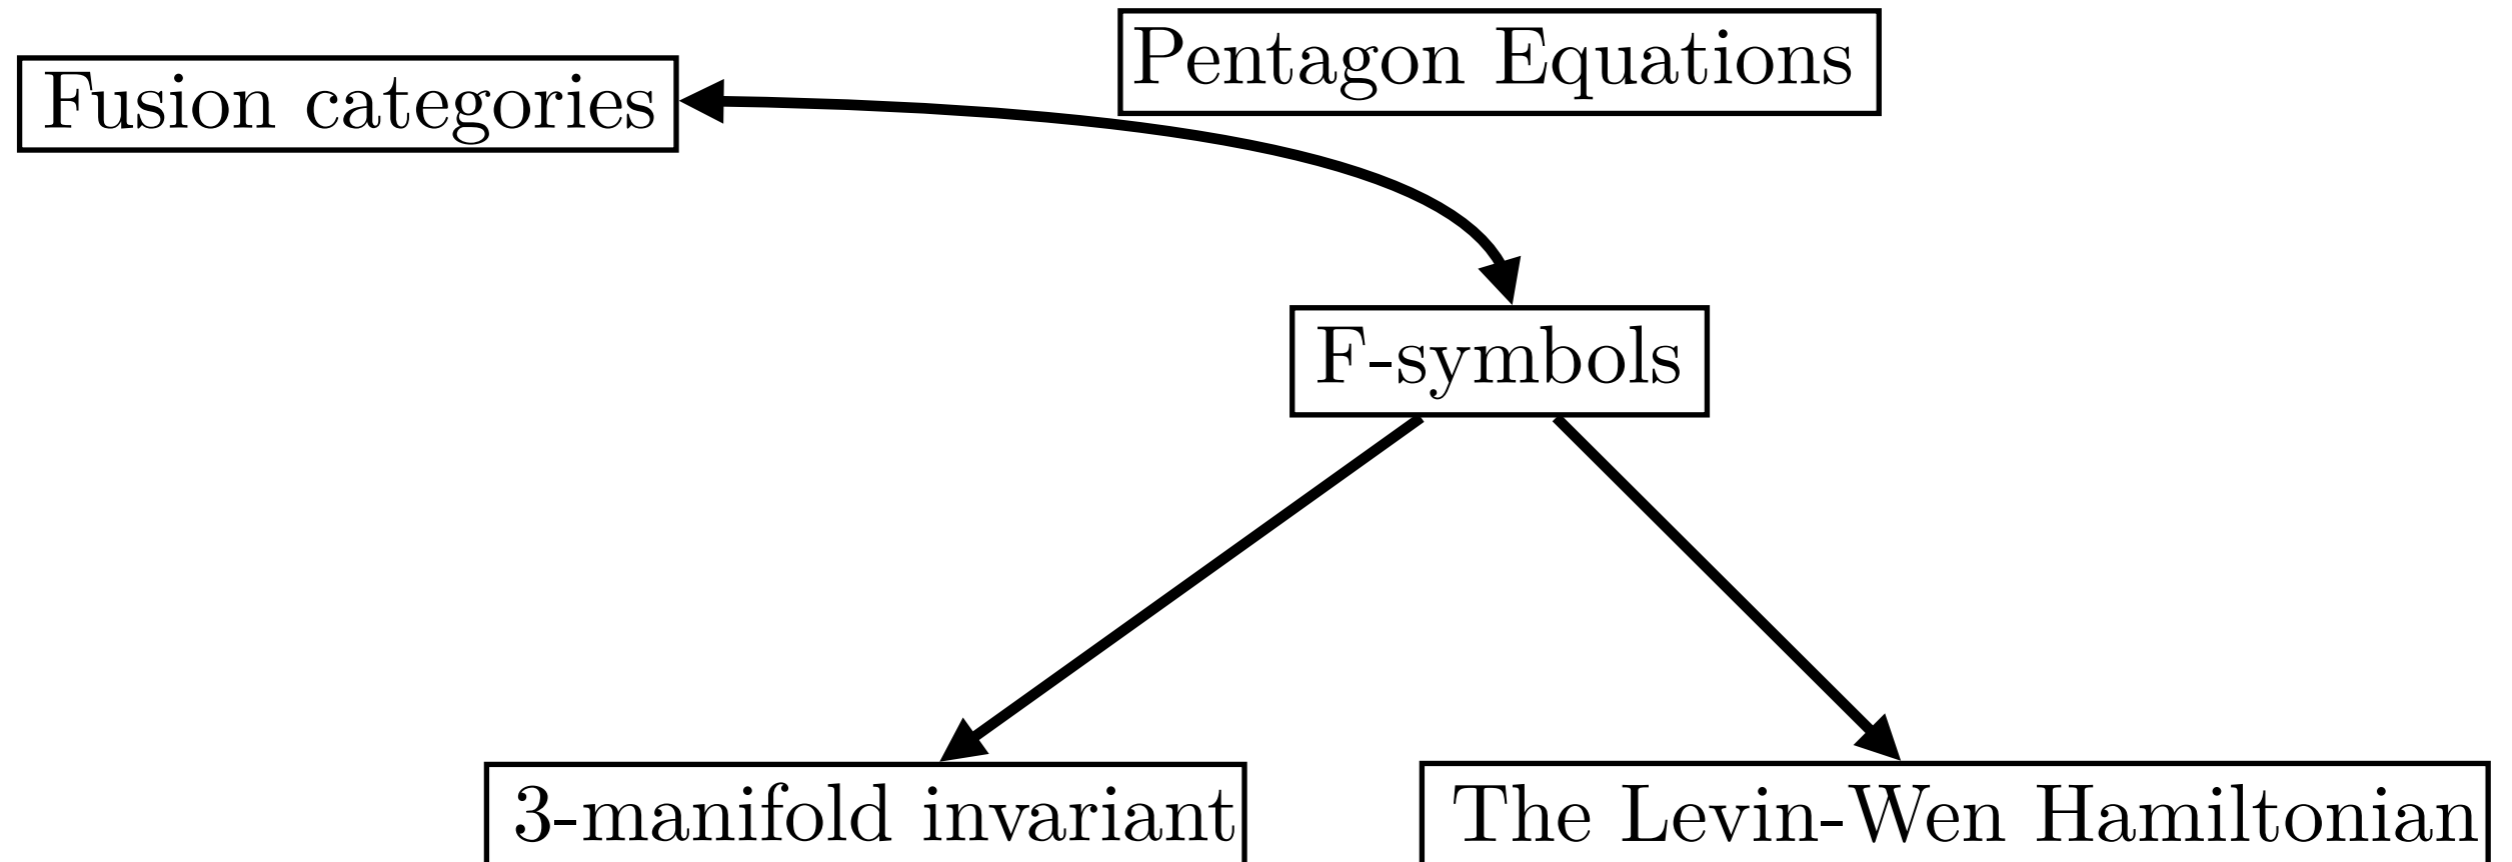 Pentagon Equations
Fusion categories
F-symbols
3-manifold invariant
The Levin-Wen Hamiltonian